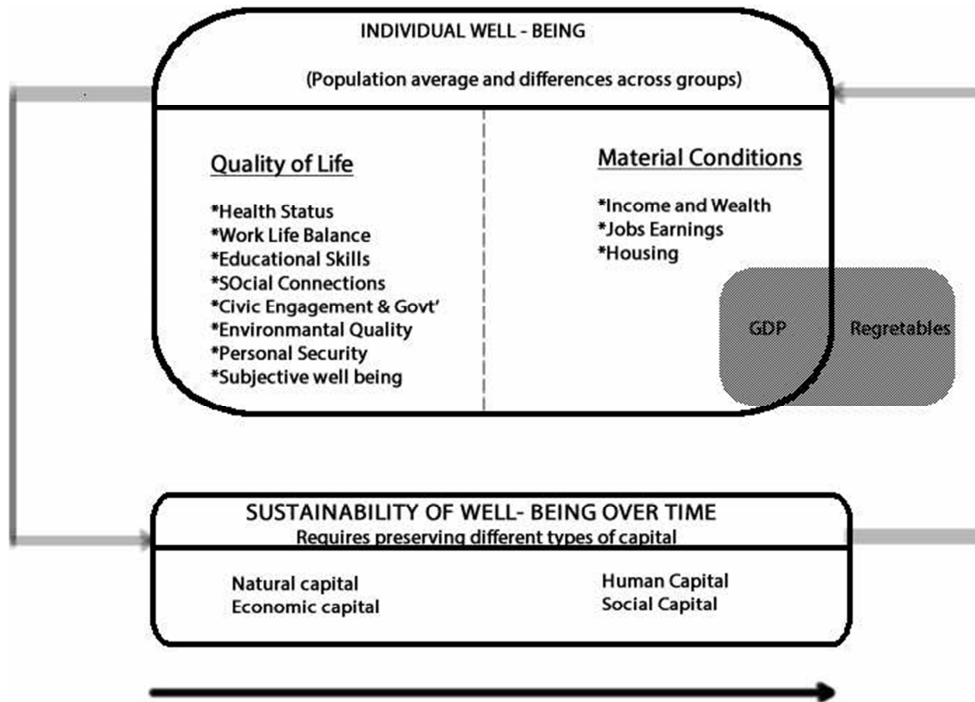 INDIVIDUAL WELL - BEING
(Population average and differences across groups)
Quality of Life
*Health Status
*Work Life Balance
*Educational Skills
*SOcial Connections
*Civic Engagement & Govt'
*Environmantal Quality
*Personal Security
*Subjective well being
Material Conditions
*Income and Wealth
*Jobs Earnings
*Housing
GDP
Regretables
SUSTAINABILITY OF WELL- BEING OVER TIME
Requires preserving different types of capital
Natural capital
Economic capital
Human Capital
Social Capital